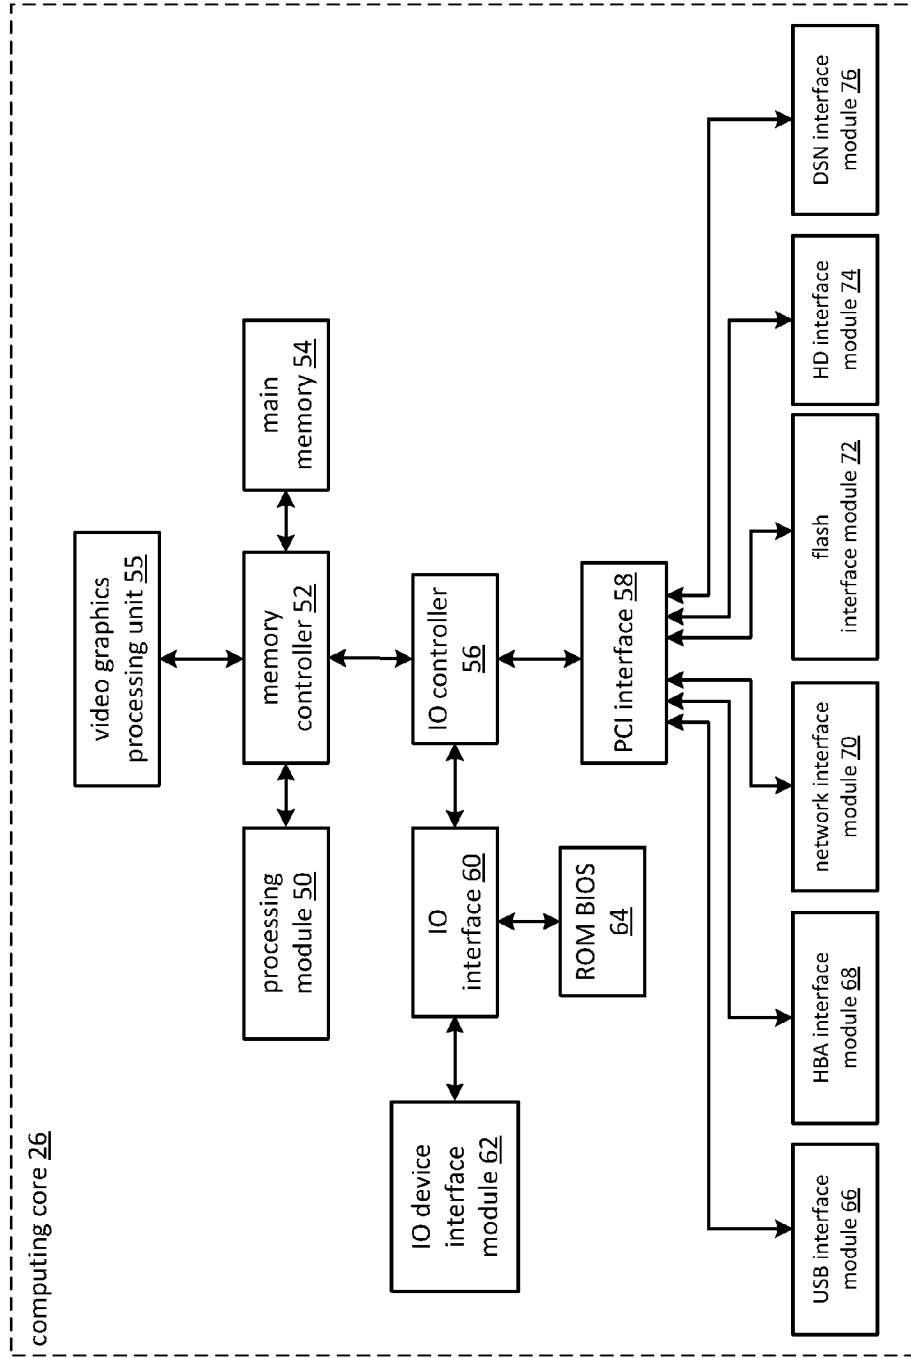 computing core 26
video graphics
processing unit 55
processing
module 50
memory
controller 52
main
memory 54
IO device
interface
module 62
IO
interface 60
IO controller
56
ROM BIOS
64
PCI interface 58
USB interface
module 66
HBA interface
module 68
network interface
module 70
flash
interface module 72
HD interface
module 74
DSN interface
module 76